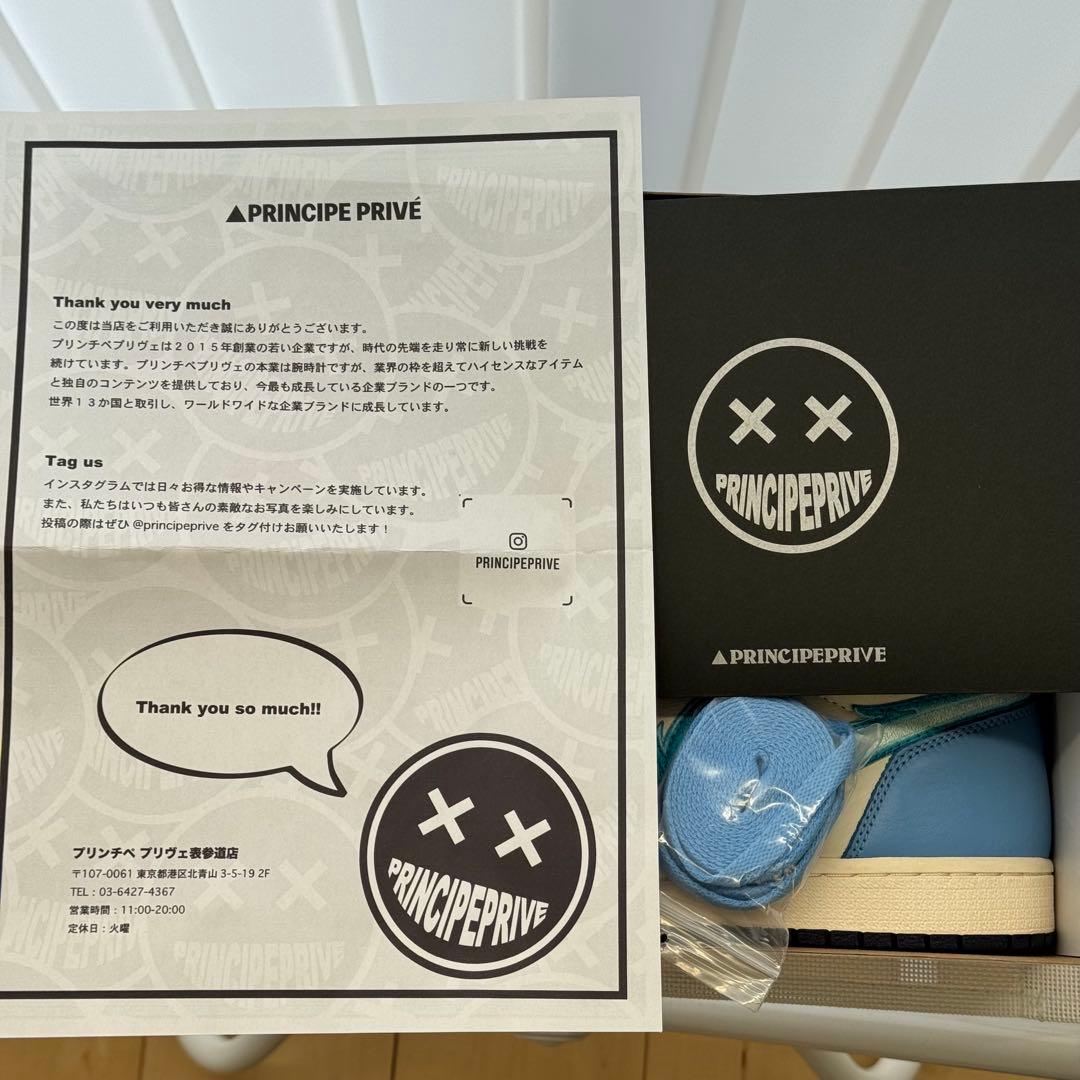 ▲PRINCIPE PRIVÉ
Thank you very much
この度は当店をご利用いただき誠にありがとうございます。
プリンチペプリヴェは2015年創業の若い企業ですが、時代の先端を走り常に新しい挑戦を
続けています。プリンチペプリヴェの本業は腕時計ですが、業界の枠を超えてハイセンスなアイテム
と独自のコンテンツを提供しており、今最も成長している企業ブランドの一つです。
世界13か国と取引し、ワールドワイドな企業ブランドに成長しています。
Tag us
インスタグラムでは日々お得な情報やキャンペーンを実施しています。
また、私たちはいつも皆さんの素敵なお写真を楽しみにしています。
投稿の際はぜひ @principeprive をタグ付けお願いいたします!
PRINCIPEPRIVE
Thank you so much!!
PRINCIPEPRIVE
プリンチペ プリヴェ表参道店
〒107-0061 東京都港区北青山 3-5-19 2F
TEL:03-6427-4367
営業時間:11:00-20:00
定休日:火曜
PRINCIPEPRIVE
▲PRINCIPEPRIVE